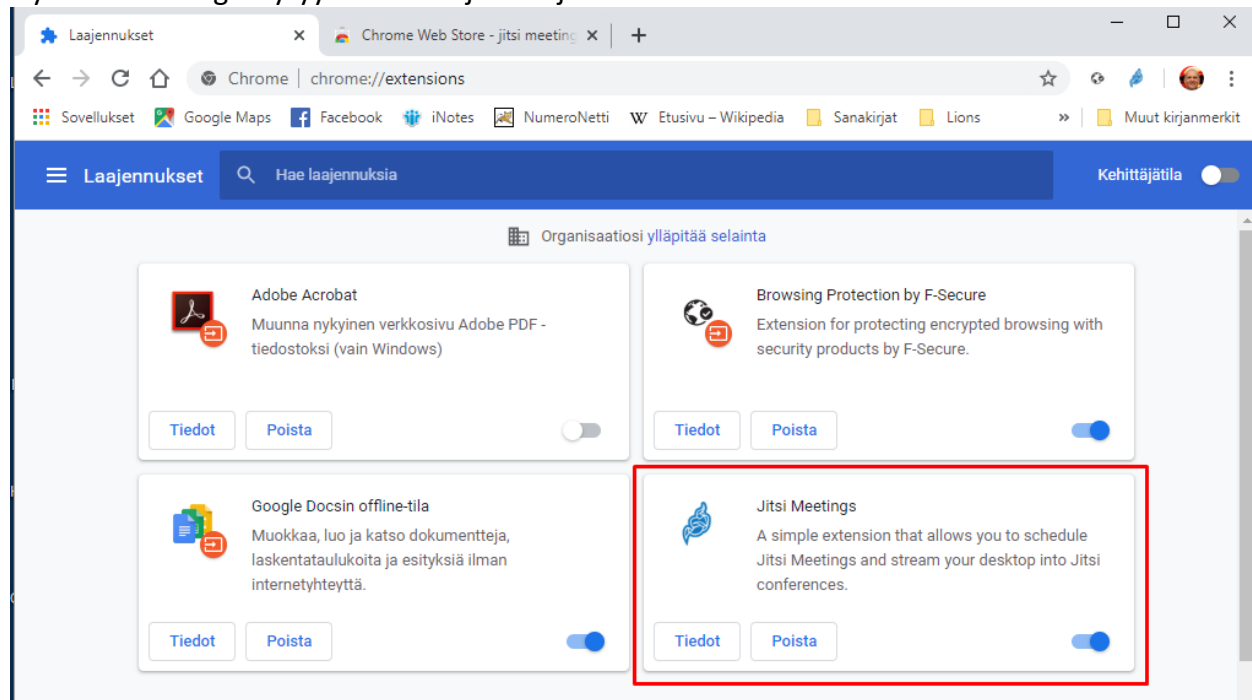 Laajennukset
Chrome Web Store - jitsi meeting
Chrome | chrome://extensions
Sovellukset Google Maps Facebook iNotes NumeroNetti W Etusivu – Wikipedia Sanakirjat Lions » Muut kirjanmerkit
Laajennukset Hae laajennuksia Kehittäjätila
Organisaatiosi ylläpitää selainta
Adobe Acrobat
Muunna nykyinen verkkosivu Adobe PDF -
tiedostoksi (vain Windows)
Tiedot Poista
Browsing Protection by F-Secure
Extension for protecting encrypted browsing with
security products by F-Secure.
Tiedot Poista
Google Docsin offline-tila
Muokkaa, luo ja katso dokumentteja,
laskentataulukoita ja esityksiä ilman
internetyhteyttä.
Tiedot Poista
Jitsi Meetings
A simple extension that allows you to schedule
Jitsi Meetings and stream your desktop into Jitsi
conferences.
Tiedot Poista